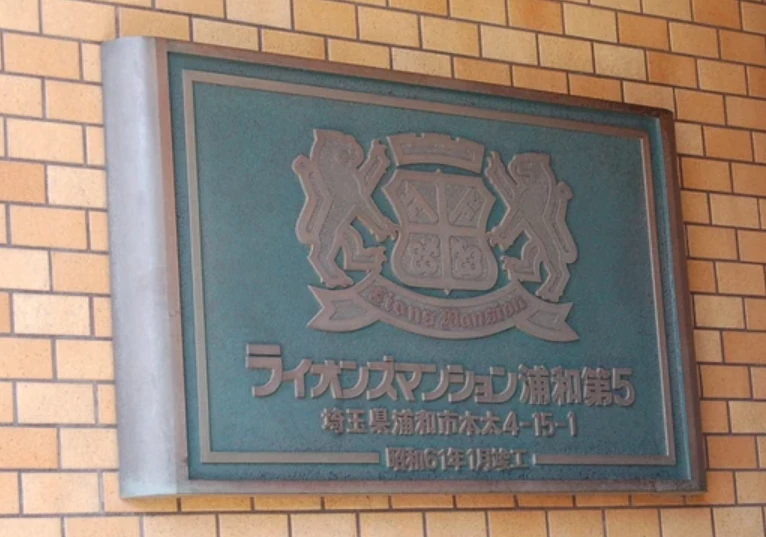 Lions Mansion
ライオンズマンション浦和第5
埼玉県浦和市本太4-15-1
昭和61年1月竣工